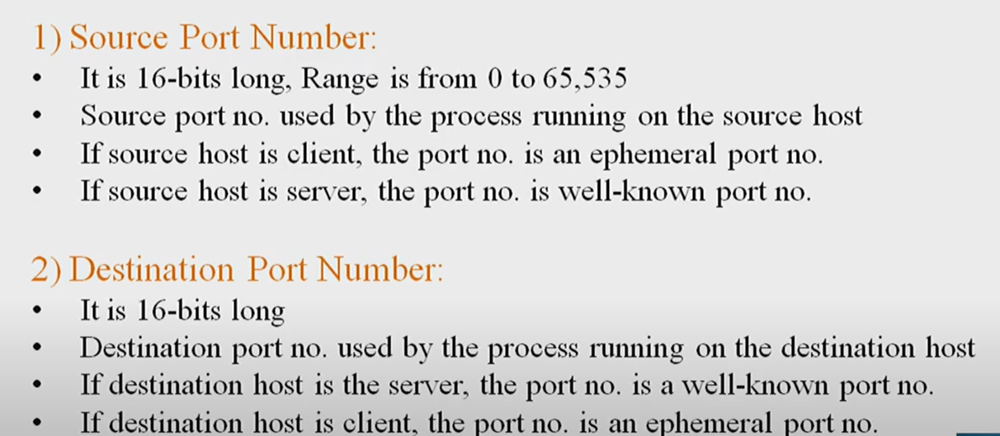 1) Source Port Number:
• It is 16-bits long, Range is from 0 to 65,535
• Source port no. used by the process running on the source host
• If source host is client, the port no. is an ephemeral port no.
• If source host is server, the port no. is well-known port no.
2) Destination Port Number:
• It is 16-bits long
• Destination port no. used by the process running on the destination host
• If destination host is the server, the port no. is a well-known port no.
• If destination host is client, the port no. is an ephemeral port no.